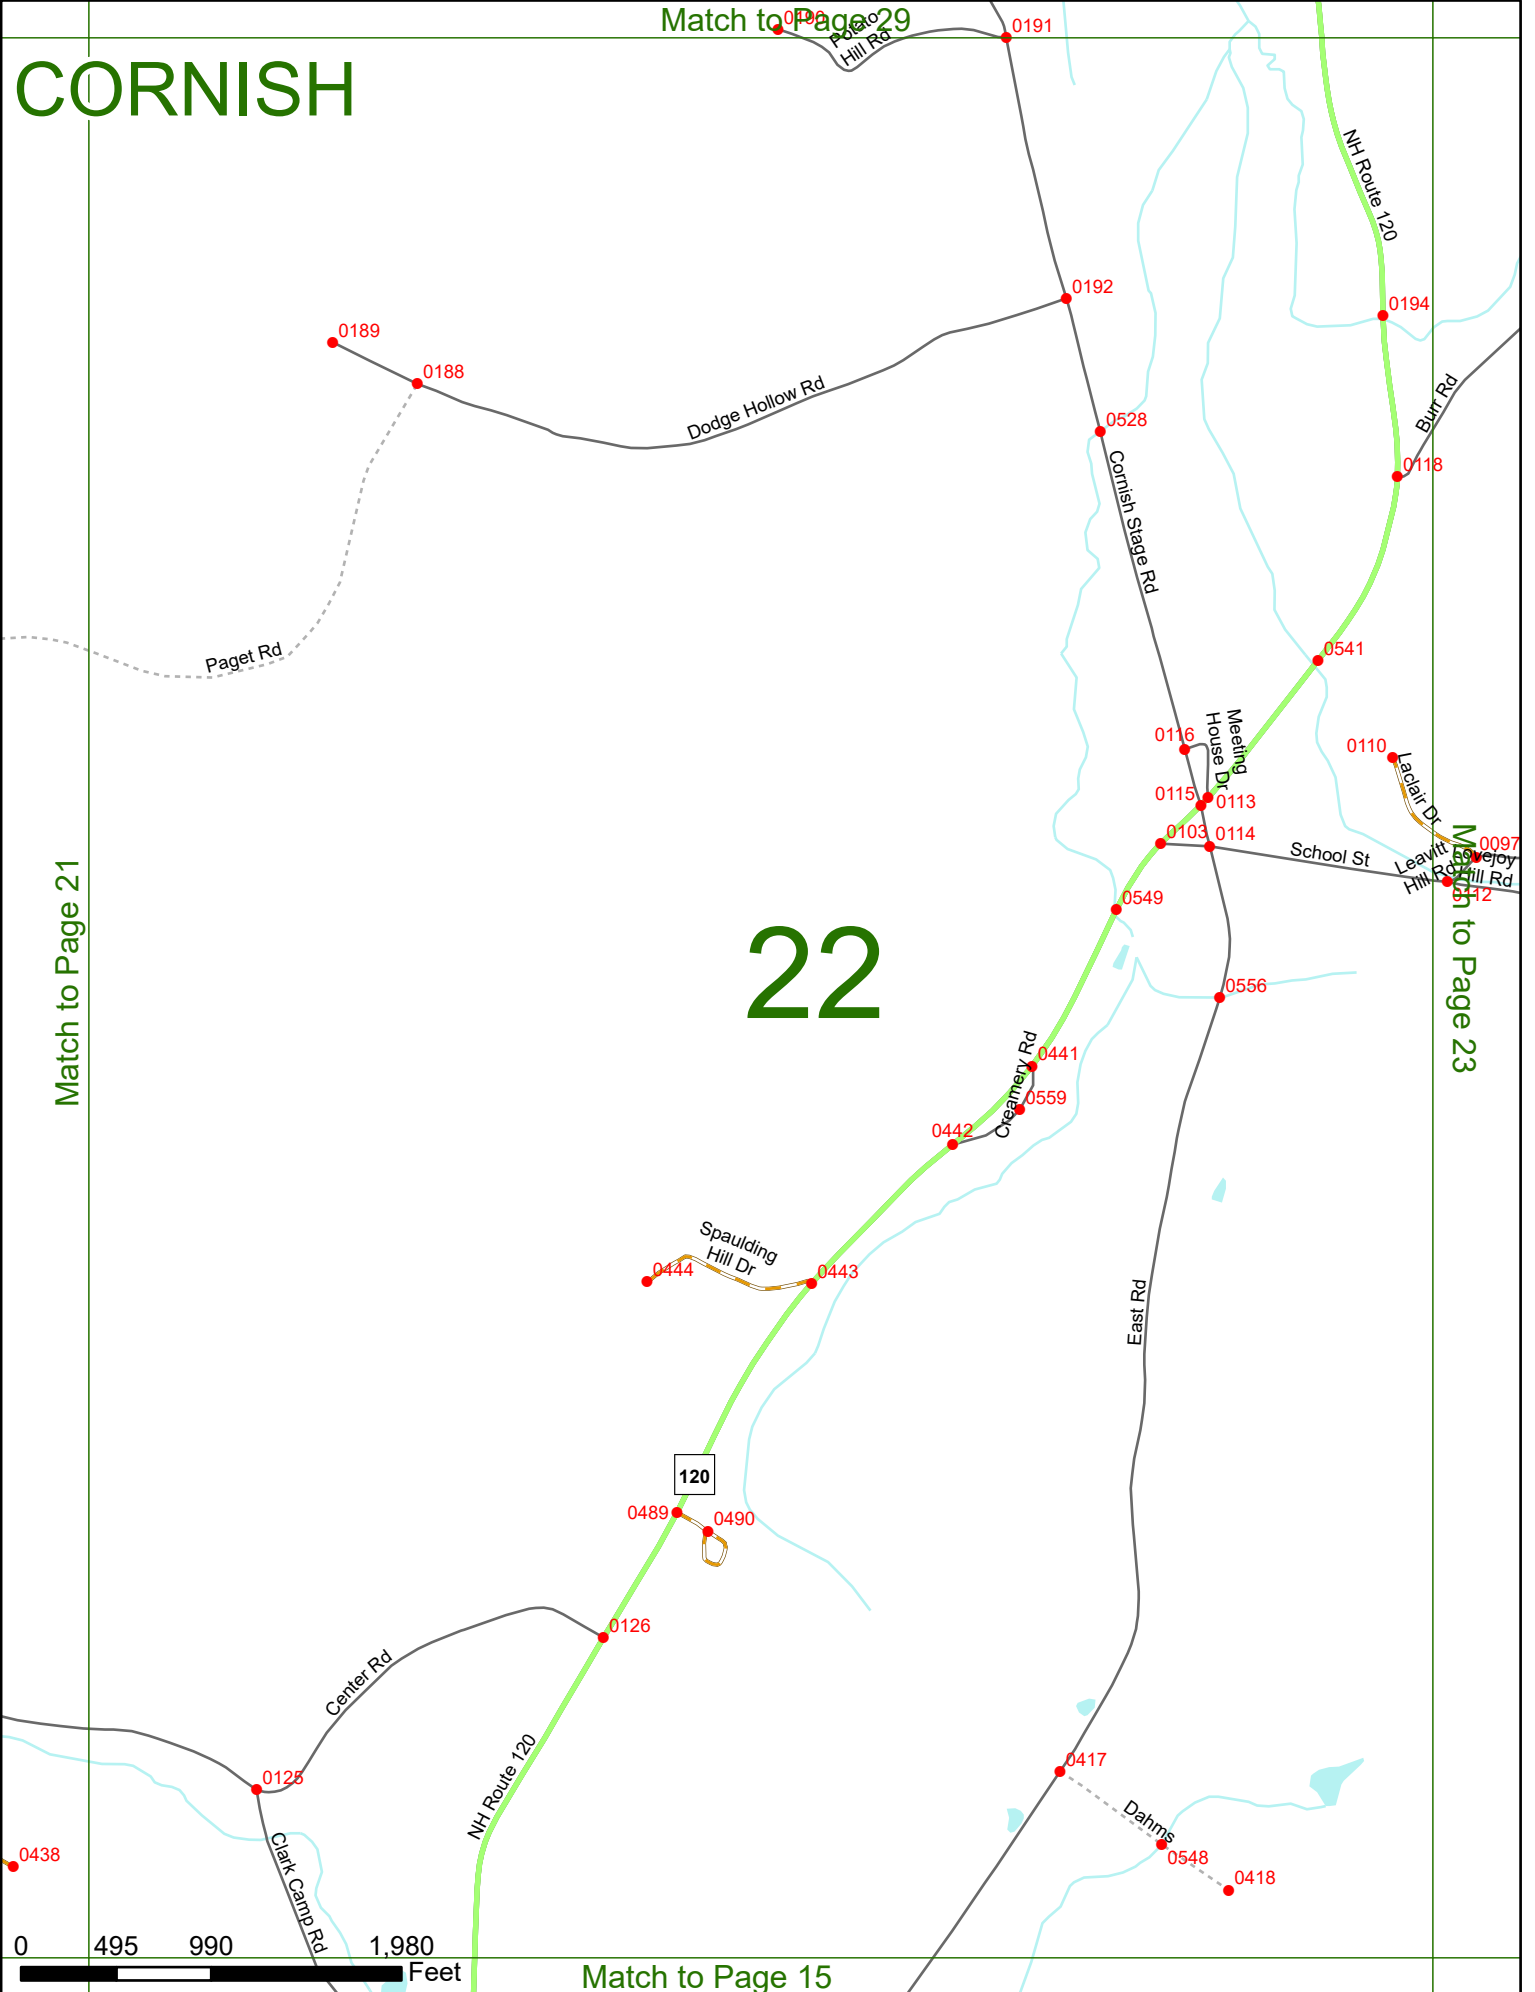 Match to Page 29
0190
Potato
Hill Rd
0191
CORNISH
NH Route 120
0192
0194
0189
0188
Dodge Hollow Rd
Burr Rd
0528
0118
Cornish Stage Rd
Paget Rd
0541
Meeting
House Dr
0116
0110
Laclair Dr
0115
0113
0103
0114
School St
Leavitt
Hill Rd
Lovejoy
Hill Rd
0097
0112
Match to Page 21
Match to Page 23
0549
22
0556
Creamery Rd
0441
0559
0442
Spaulding
Hill Dr
0444
0443
East Rd
120
0489
0490
0126
Center Rd
NH Route 120
0417
0125
Dahms
0548
0418
0438
Clark Camp Rd
0 495 990 1,980
Feet
Match to Page 15